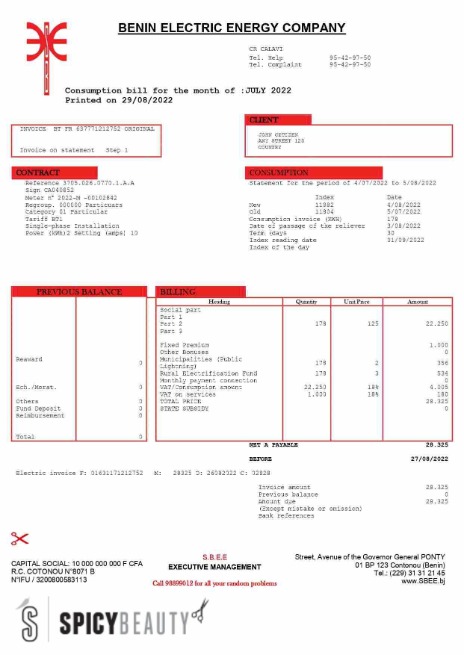 BENIN ELECTRIC ENERGY COMPANY
CR CALAVI
Tel. Help 95-42-97-50
Tel. Complaint 95-42-97-50
Consumption bill for the month of :JULY 2022
Printed on 29/08/2022
CLIENT
INVOICE BT FR 637771212752 ORIGINAL
JOHN CITIZEN
ANY STREET 120
COUNTRY
Invoice on statement Step 1
CONTRACT
CONSUMPTION
Reference 3705.026.0770.1.A.A
Statement for the period of 4/07/2022 to 5/08/2022
Sign CA040852
Meter n° 2022-M -00102842
Index Date
Regroup. 000000 Particuars
New 11982 4/08/2022
Category 01 Particular
Old 11804 5/07/2022
Tariff BT1
Consumption invoice (KWH) 178
Single-phase Installation
Date of passage of the reliever 3/08/2022
Power (kWh)2 Setting (amps) 10
Term (days 30
Index reading date 01/09/2022
Index of the day
PREVIOUS BALANCE BILLING
Heading Quantity Unit Price Amount
Social part
Part 1
Part 2 178 125 22.250
Part 3
Fixed Premium 1.000
Other Bonuses 0
Reward 0
Municipalities (Public
Lightning) 178 2 356
Rural Electrification Fund 178 3 534
Monthly payment connection 0
Sch./Morat. 0
VAT/Consumption amount 22.250 18% 4.005
VAT on services 1.000 18% 180
Others 0
TOTAL PRICE 28.325
Fund Deposit 0
STATE SUBSIDY 0
Reimbursement 0
Total 0
NET A PAYABLE 28.325
BEFORE 27/08/2022
Electric invoice F: 01631171212752 M: 28325 D: 26082022 C: 32828
Invoice amount 28.325
Previous balance 0
Amount due 28.325
(Except mistake or omission)
Bank references
CAPITAL SOCIAL: 10 000 000 000 F CFA
R.C. COTONOU N°8071 B
N°IFU / 3200800583113
S.B.E.E
EXECUTIVE MANAGEMENT
Call 98899012 for all your random problems
Street, Avenue of the Governor General PONTY
01 BP 123 Contonou (Benin)
Tel.: (229) 31 31 21 45
www.SBEE.bj
SPICYBEAUTY